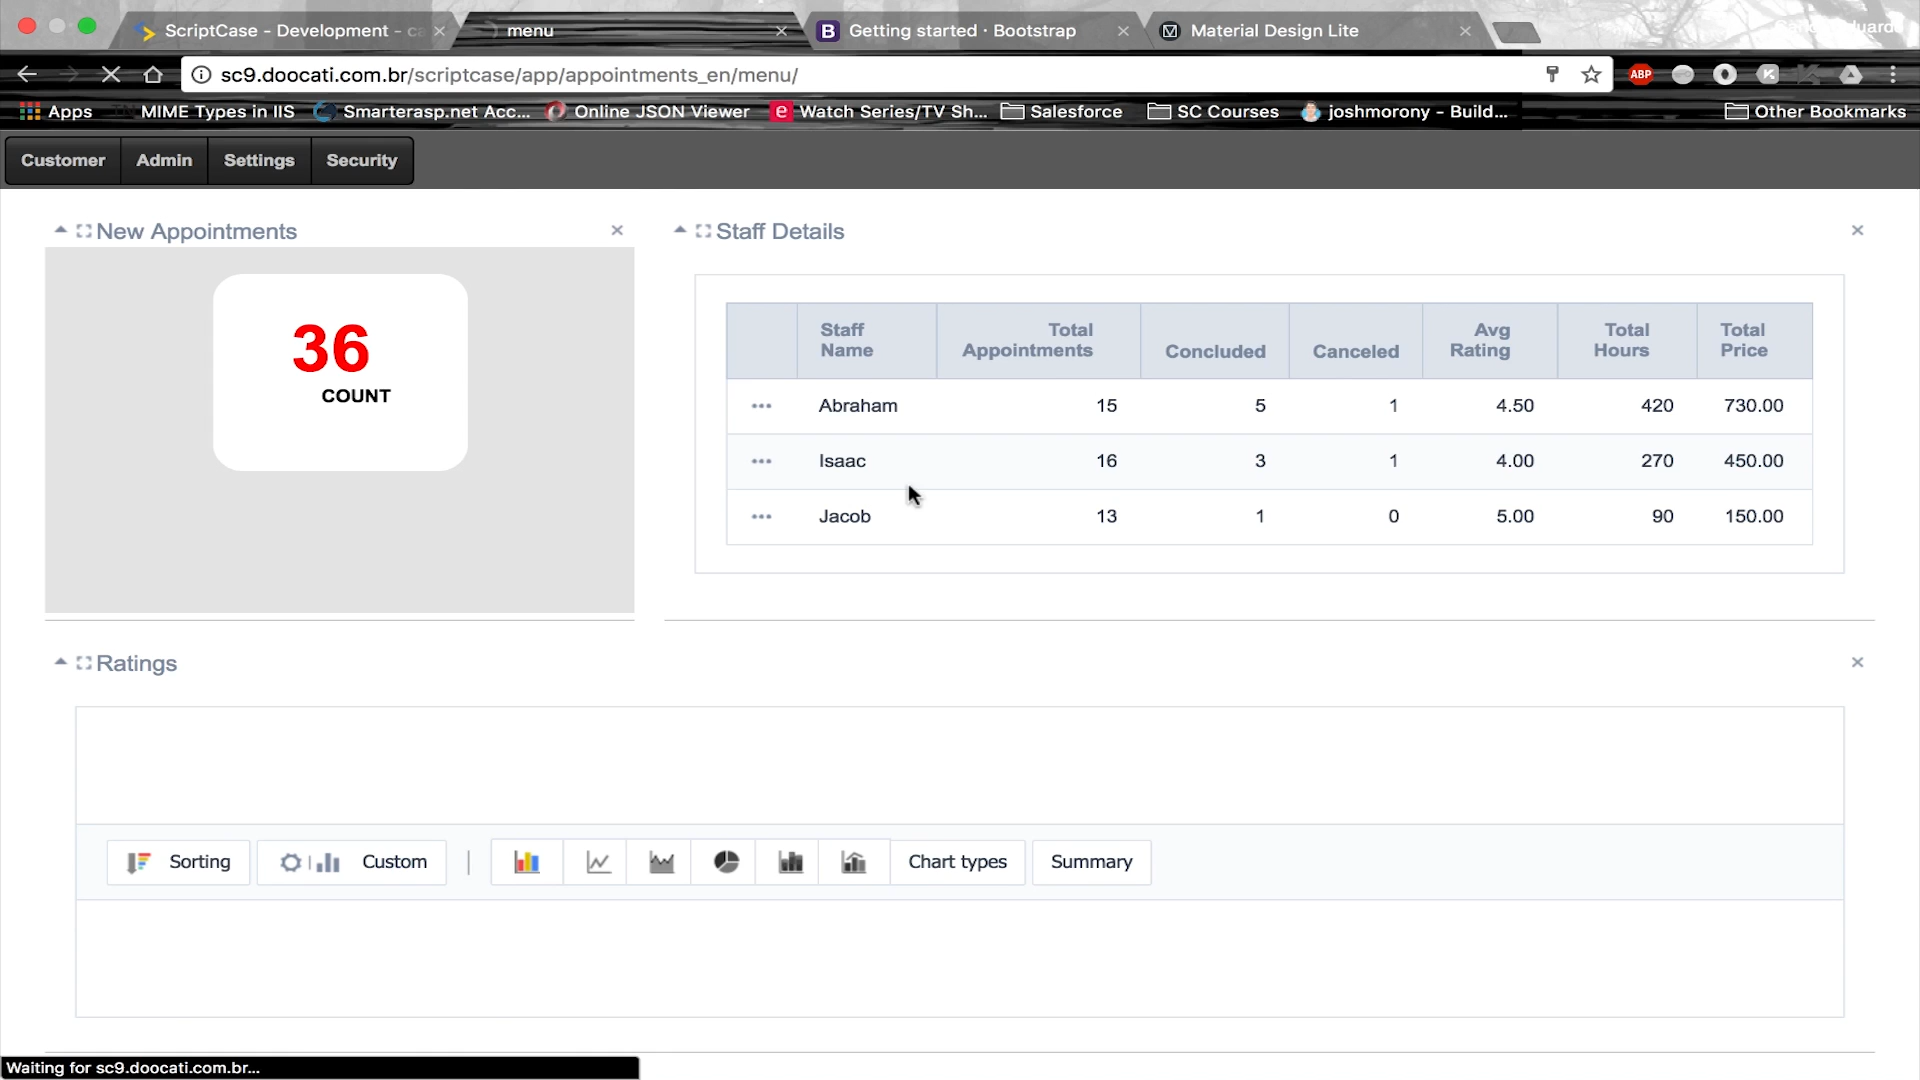 ScriptCase - Development - ca
menu
Getting started · Bootstrap
Material Design Lite
sc9.doocati.com.br/scriptcase/app/appointments_en/menu/
ABP
Apps
MIME Types in IIS
Smarterasp.net Acc...
Online JSON Viewer
Watch Series/TV Sh...
Salesforce
SC Courses
joshmorony - Build...
Other Bookmarks
Customer
Admin
Settings
Security
New Appointments
36
COUNT
Staff Details
Staff Name
Total Appointments
Concluded
Canceled
Avg Rating
Total Hours
Total Price
Abraham 15 5 1 4.50 420 730.00
Isaac 16 3 1 4.00 270 450.00
Jacob 13 1 0 5.00 90 150.00
Ratings
Sorting
Custom
Chart types
Summary
Waiting for sc9.doocati.com.br...